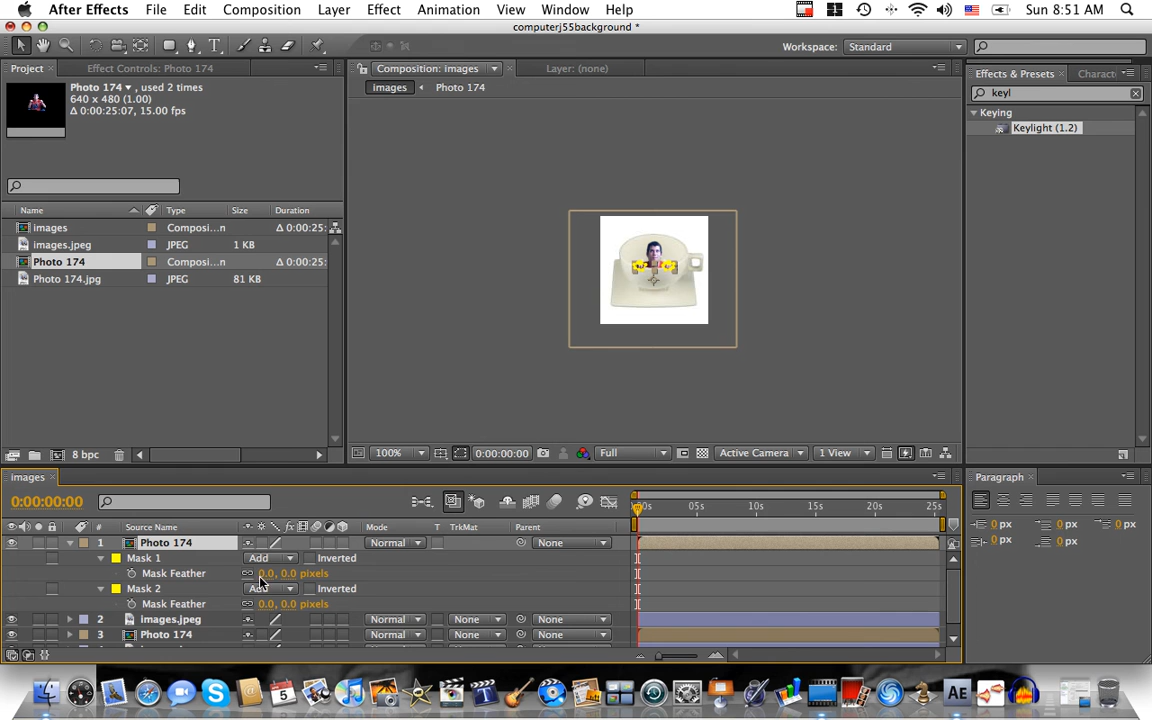 After Effects File Edit Composition Layer Effect Animation View Window Help Sun 8:51 AM
computerj55background *
Workspace: Standard
Project Effect Controls: Photo 174
Composition: images Layer: (none)
Effects & Presets Charact
Photo 174 , used 2 times
640 x 480 (1.00)
Δ 0:00:25:07, 15.00 fps
images Photo 174
keyl
Keying
Keylight (1.2)
Name Type Size Duration
images Composi...n Δ 0:00:25:
images.jpeg JPEG 1 KB
Photo 174 Composi...n Δ 0:00:25:
Photo 174.jpg JPEG 81 KB
8 bpc
100% 0:00:00:00 Full Active Camera 1 View
images
Paragraph
0:00:00:00
00s 05s 10s 15s 20s 25s
# Source Name Mode T TrkMat Parent
0 px 0 px 0 px
0 px 0 px
1 Photo 174 Normal None
Mask 1 Add Inverted
Mask Feather 0.0, 0.0 pixels
Mask 2 Add Inverted
Mask Feather 0.0, 0.0 pixels
2 images.jpeg Normal None None
3 Photo 174 Normal None None
5
AE